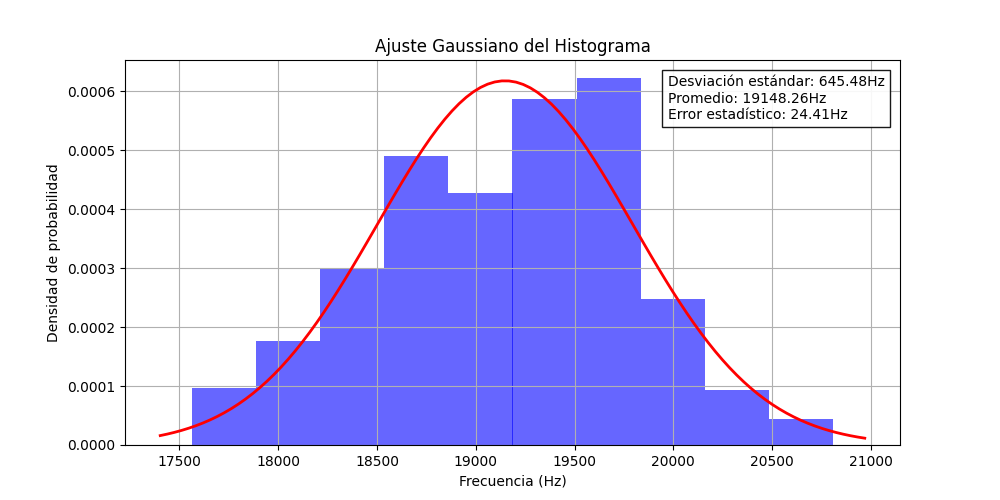 Ajuste Gaussiano del Histograma
Desviación estándar: 645.48Hz
Promedio: 19148.26Hz
Error estadístico: 24.41Hz
Densidad de probabilidad
0.0006
0.0005
0.0004
0.0003
0.0002
0.0001
0.0000
17500 18000 18500 19000 19500 20000 20500 21000
Frecuencia (Hz)